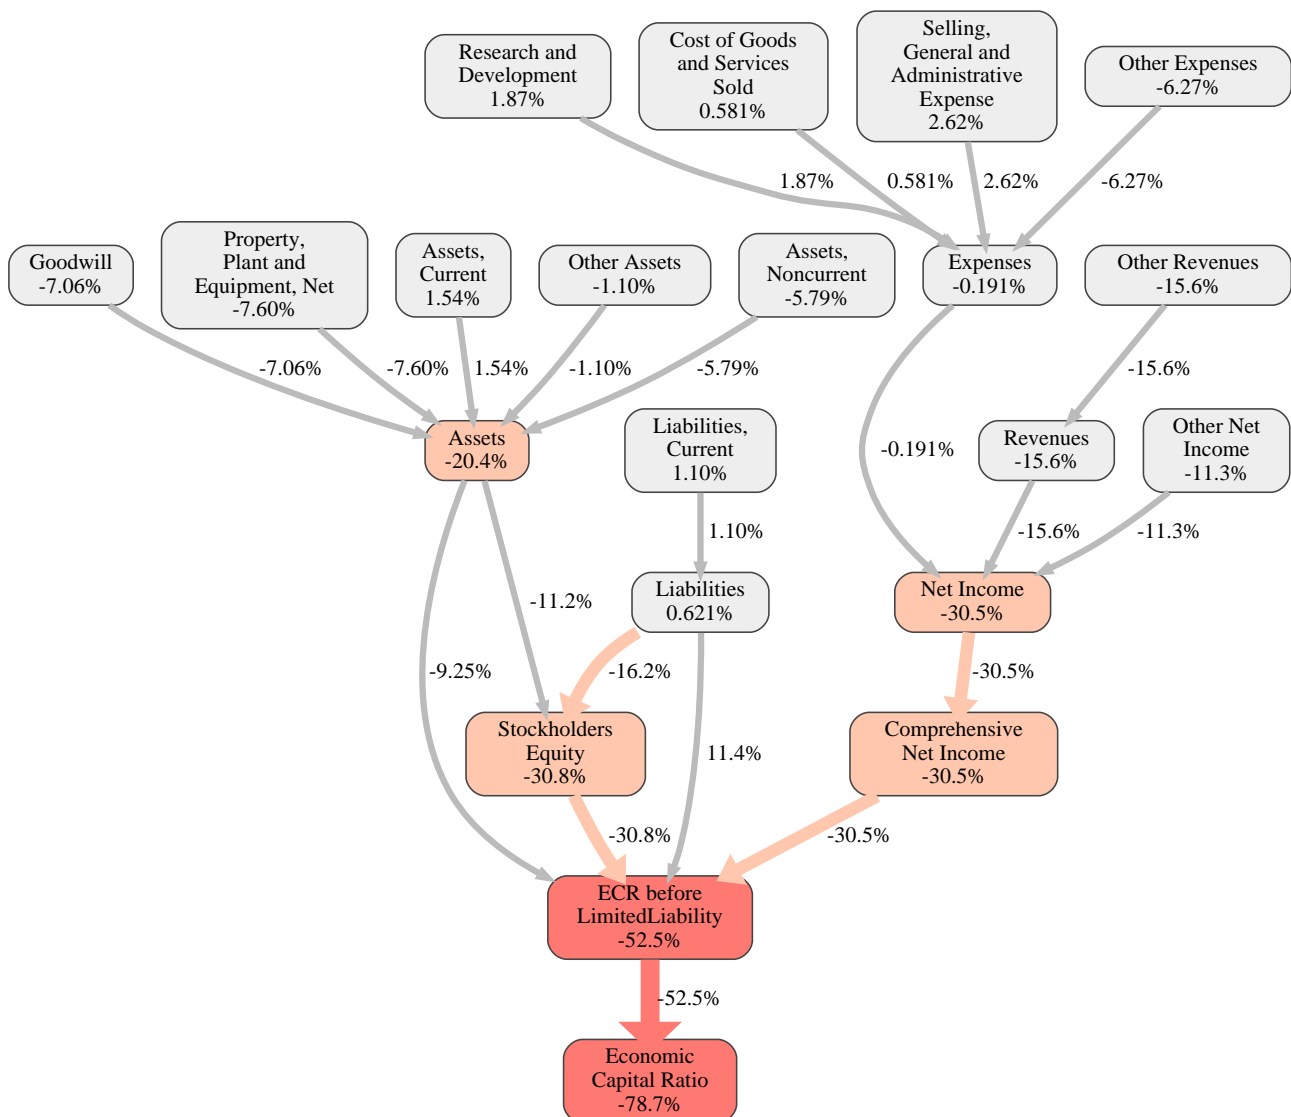 Research and
Development
1.87%
Cost of Goods
and Services
Sold
0.581%
Selling,
General and
Administrative
Expense
2.62%
Other Expenses
-6.27%
1.87%
0.581%
2.62%
-6.27%
Goodwill
-7.06%
Property,
Plant and
Equipment, Net
-7.60%
Assets,
Current
1.54%
Other Assets
-1.10%
Assets,
Noncurrent
-5.79%
Expenses
-0.191%
Other Revenues
-15.6%
-7.06%
-7.60%
1.54%
-1.10%
-5.79%
-15.6%
Assets
-20.4%
Liabilities,
Current
1.10%
-0.191%
Revenues
-15.6%
Other Net
Income
-11.3%
1.10%
-15.6%
-11.3%
-11.2%
Liabilities
0.621%
Net Income
-30.5%
-9.25%
-16.2%
-30.5%
Stockholders
Equity
-30.8%
11.4%
Comprehensive
Net Income
-30.5%
-30.8%
-30.5%
ECR before
LimitedLiability
-52.5%
-52.5%
Economic
Capital Ratio
-78.7%